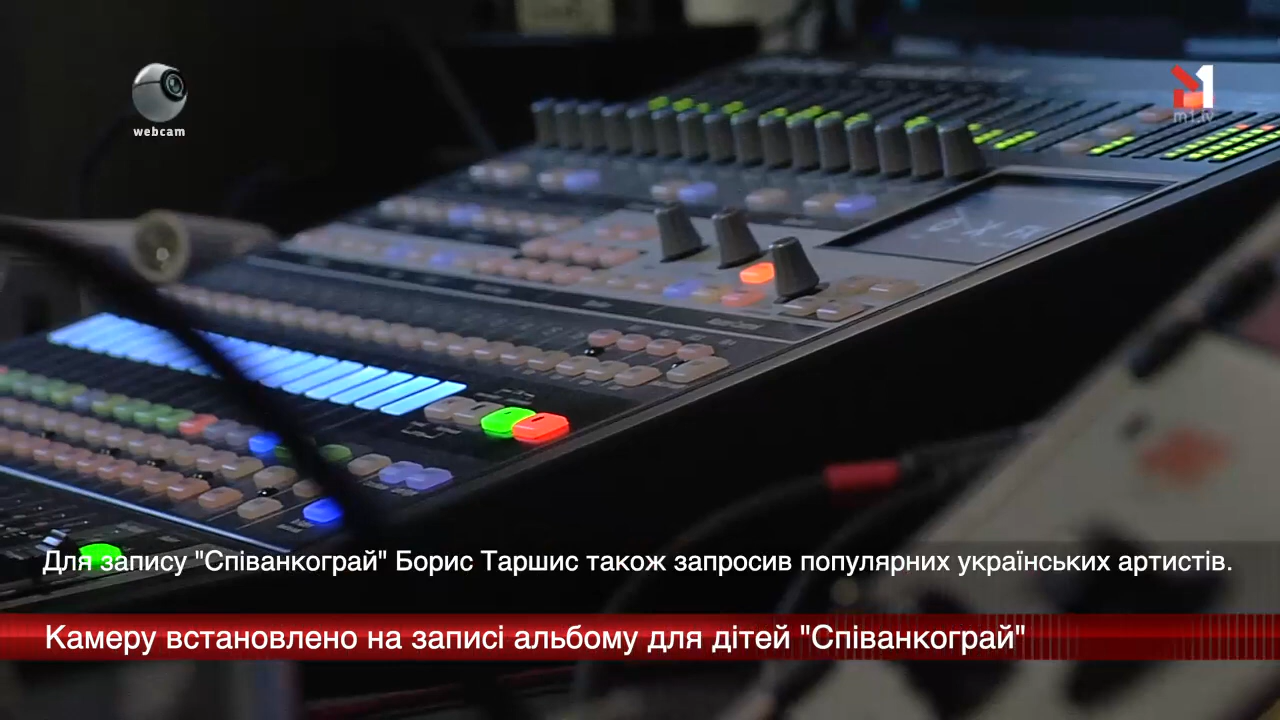 webcam
m1.tv
Для запису "Співанкограй" Борис Таршис також запросив популярних українських артистів.
Камеру встановлено на записі альбому для дітей "Співанкограй"